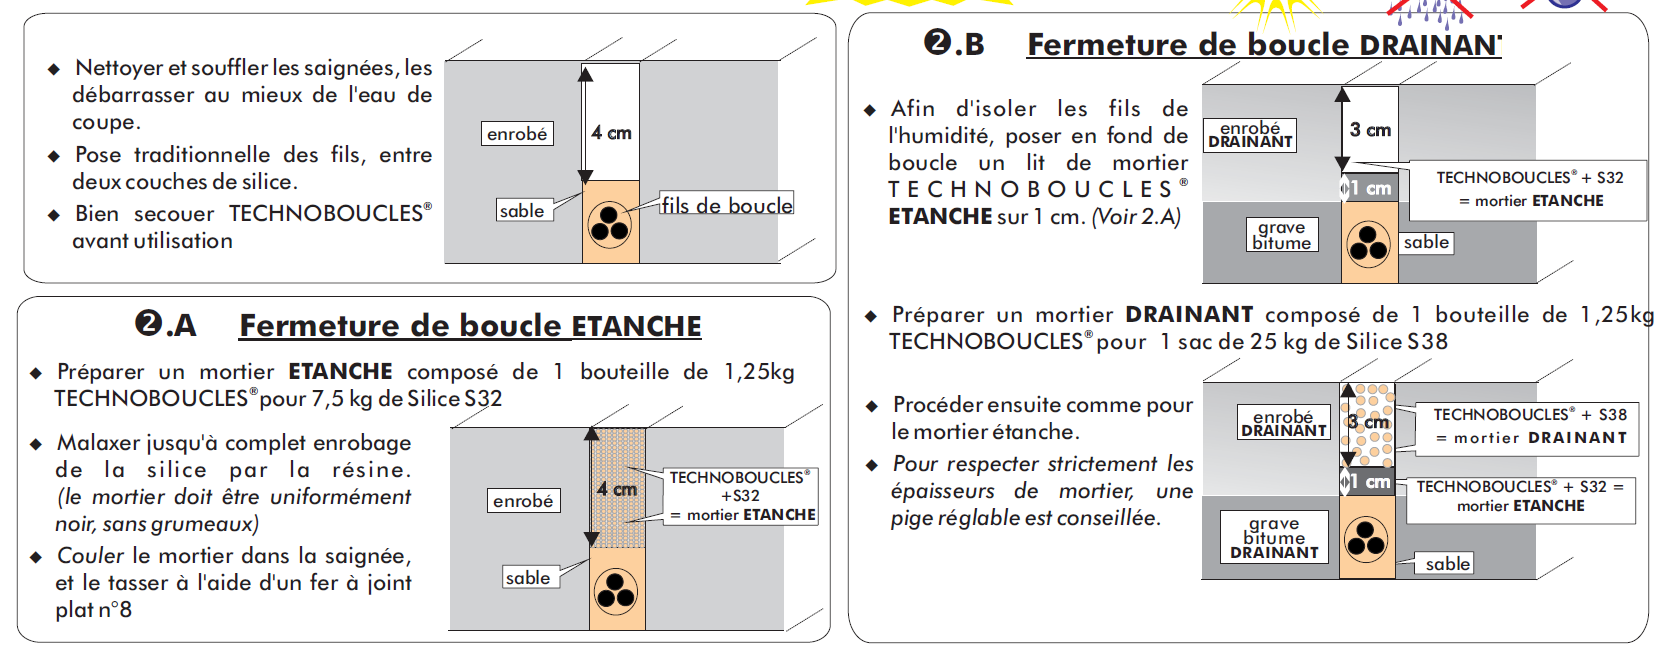 ◆ Nettoyer et souffler les saignées, les
débarrasser au mieux de l'eau de
coupe.
◆ Pose traditionnelle des fils, entre
deux couches de silice.
◆ Bien secouer TECHNOBOUCLES®
avant utilisation
enrobé
4 cm
sable
fils de boucle
❷.A Fermeture de boucle ETANCHE
◆ Préparer un mortier ETANCHE composé de 1 bouteille de 1,25kg
TECHNOBOUCLES® pour 7,5 kg de Silice S32
◆ Malaxer jusqu'à complet enrobage
de la silice par la résine.
(le mortier doit être uniformément
noir, sans grumeaux)
◆ Couler le mortier dans la saignée,
et le tasser à l'aide d'un fer à joint
plat n°8
enrobé
4 cm
TECHNOBOUCLES®
+S32
= mortier ETANCHE
sable
❷.B Fermeture de boucle DRAINANT
◆ Afin d'isoler les fils de
l'humidité, poser en fond de
boucle un lit de mortier
TECHNOBOUCLES®
ETANCHE sur 1 cm. (Voir 2.A)
enrobé
DRAINANT
3 cm
1 cm
TECHNOBOUCLES® + S32
= mortier ETANCHE
grave
bitume
sable
◆ Préparer un mortier DRAINANT composé de 1 bouteille de 1,25kg
TECHNOBOUCLES® pour 1 sac de 25 kg de Silice S38
◆ Procéder ensuite comme pour
le mortier étanche.
◆ Pour respecter strictement les
épaisseurs de mortier, une
pige réglable est conseillée.
enrobé
DRAINANT
3 cm
TECHNOBOUCLES® + S38
= mortier DRAINANT
1 cm
TECHNOBOUCLES® + S32 =
mortier ETANCHE
grave
bitume
DRAINANT
sable